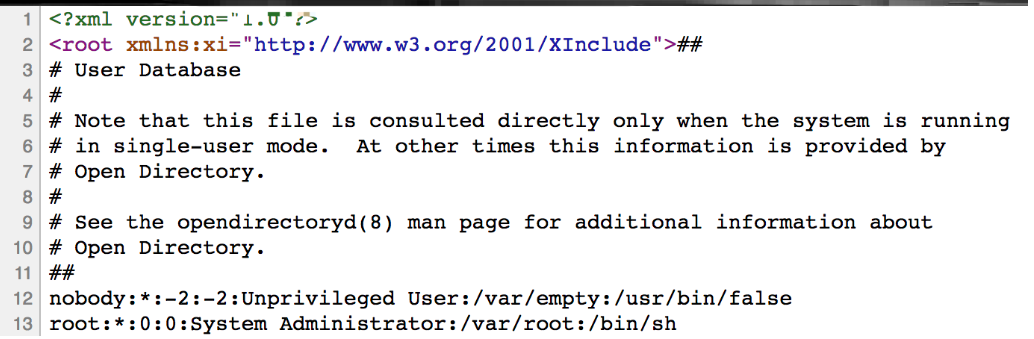 1 <?xml version="1.0"?>
2 <root xmlns:xi="http://www.w3.org/2001/XInclude">##
3 # User Database
4 #
5 # Note that this file is consulted directly only when the system is running
6 # in single-user mode.  At other times this information is provided by
7 # Open Directory.
8 #
9 # See the opendirectoryd(8) man page for additional information about
10 # Open Directory.
11 ##
12 nobody:*:-2:-2:Unprivileged User:/var/empty:/usr/bin/false
13 root:*:0:0:System Administrator:/var/root:/bin/sh